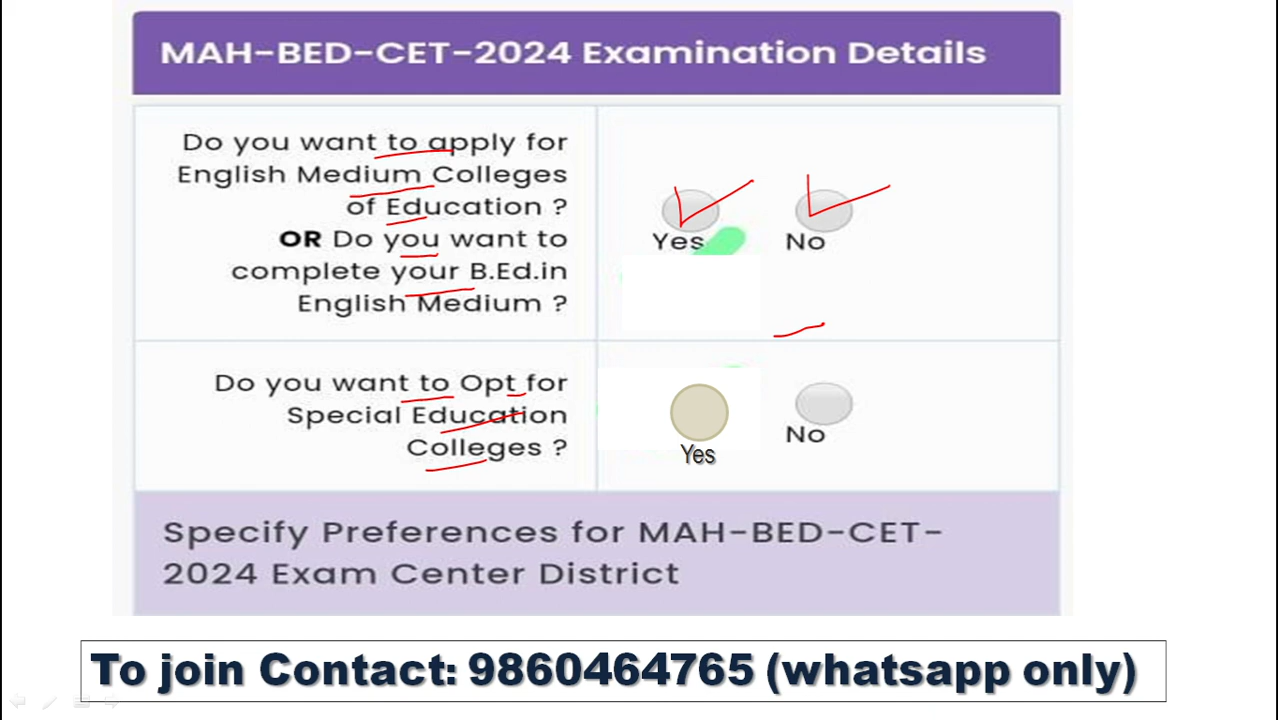 MAH-BED-CET-2024 Examination Details
Do you want to apply for
English Medium Colleges
of Education ?
OR Do you want to
complete your B.Ed.in
English Medium ?
Yes
No
Do you want to Opt for
Special Education
Colleges ?
Yes
No
Specify Preferences for MAH-BED-CET-
2024 Exam Center District
To join Contact: 9860464765 (whatsapp only)